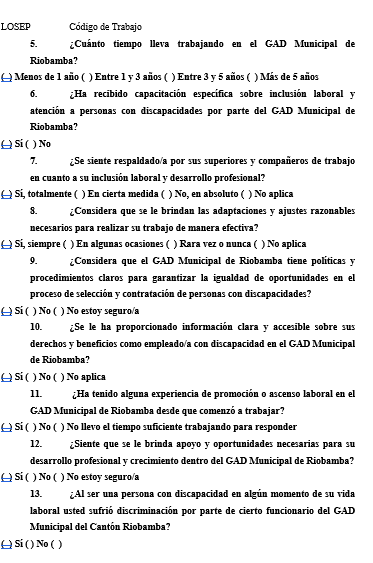 LOSEP Código de Trabajo
5. ¿Cuánto tiempo lleva trabajando en el GAD Municipal de
Riobamba?
( ) Menos de 1 año ( ) Entre 1 y 3 años ( ) Entre 3 y 5 años ( ) Más de 5 años
6. ¿Ha recibido capacitación específica sobre inclusión laboral y
atención a personas con discapacidades por parte del GAD Municipal de
Riobamba?
( ) Sí ( ) No
7. ¿Se siente respaldado/a por sus superiores y compañeros de trabajo
en cuanto a su inclusión laboral y desarrollo profesional?
( ) Sí, totalmente ( ) En cierta medida ( ) No, en absoluto ( ) No aplica
8. ¿Considera que se le brindan las adaptaciones y ajustes razonables
necesarios para realizar su trabajo de manera efectiva?
( ) Sí, siempre ( ) En algunas ocasiones ( ) Rara vez o nunca ( ) No aplica
9. ¿Considera que el GAD Municipal de Riobamba tiene políticas y
procedimientos claros para garantizar la igualdad de oportunidades en el
proceso de selección y contratación de personas con discapacidades?
( ) Sí ( ) No ( ) No estoy seguro/a
10. ¿Se le ha proporcionado información clara y accesible sobre sus
derechos y beneficios como empleado/a con discapacidad en el GAD Municipal
de Riobamba?
( ) Sí ( ) No ( ) No aplica
11. ¿Ha tenido alguna experiencia de promoción o ascenso laboral en el
GAD Municipal de Riobamba desde que comenzó a trabajar?
( ) Sí ( ) No ( ) No llevo el tiempo suficiente trabajando para responder
12. ¿Siente que se le brinda apoyo y oportunidades necesarias para su
desarrollo profesional y crecimiento dentro del GAD Municipal de Riobamba?
( ) Sí ( ) No ( ) No estoy seguro/a
13. ¿Al ser una persona con discapacidad en algún momento de su vida
laboral usted sufrió discriminación por parte de cierto funcionario del GAD
Municipal del Cantón Riobamba?
( ) Sí ( ) No ( )